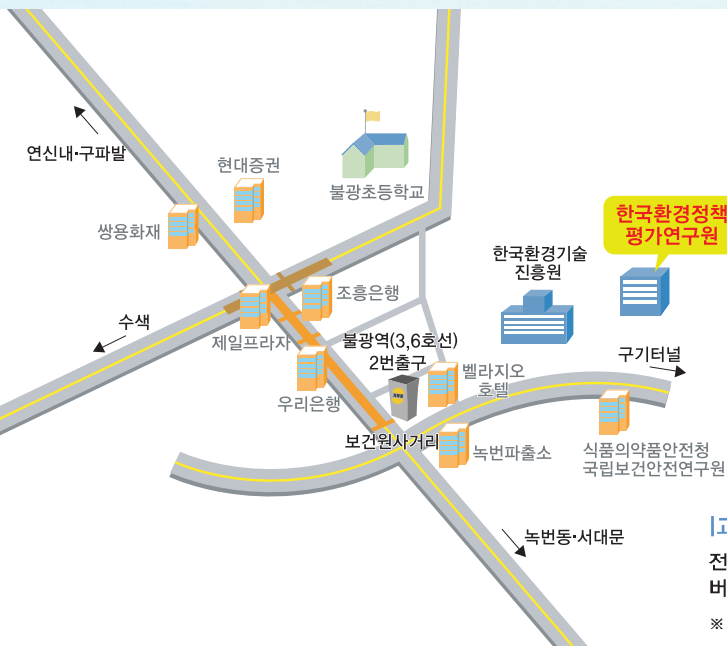 연신내·구파발
현대증권
불광초등학교
쌍용화재
한국환경정책
평가연구원
한국환경기술
진흥원
조흥은행
수색
제일프라자
불광역(3,6호선)
2번출구
구기터널
벨라지오
호텔
우리은행
보건원사거리
녹번파출소
식품의약품안전청
국립보건안전연구원
녹번동·서대문
전
버
※